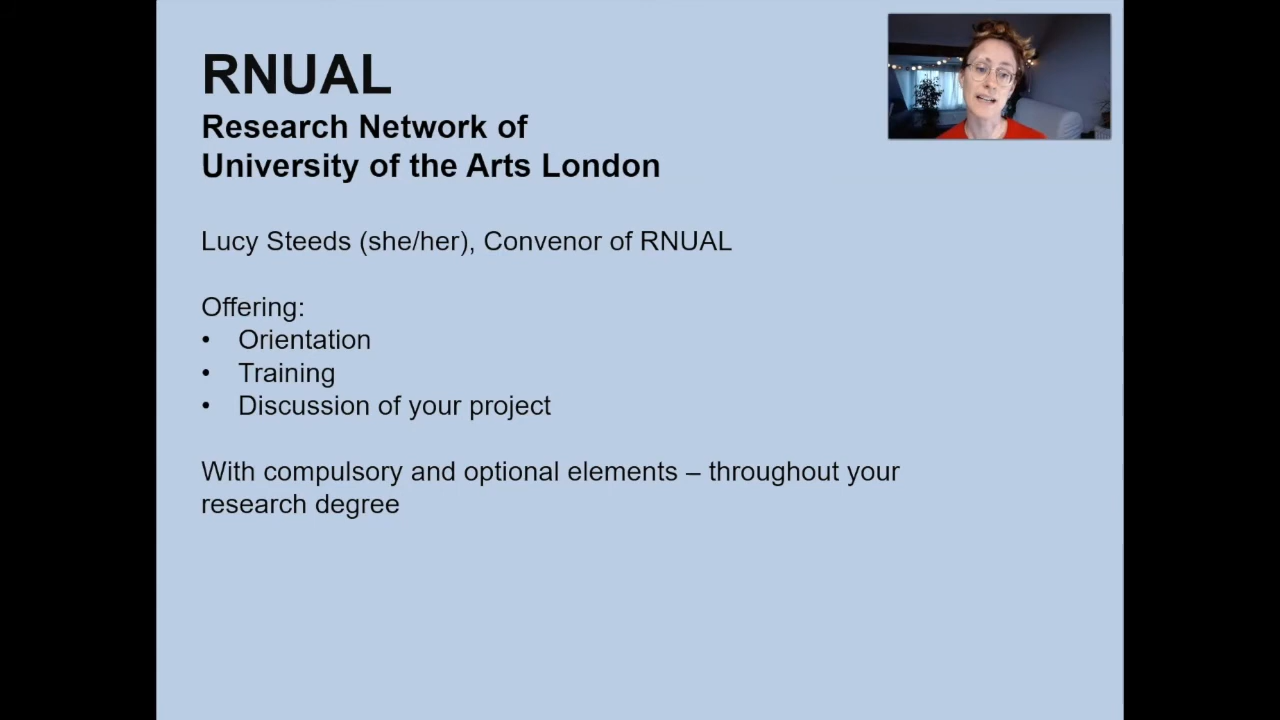 RNUAL
Research Network of
University of the Arts London
Lucy Steeds (she/her), Convenor of RNUAL
Offering:
• Orientation
• Training
• Discussion of your project
With compulsory and optional elements – throughout your
research degree